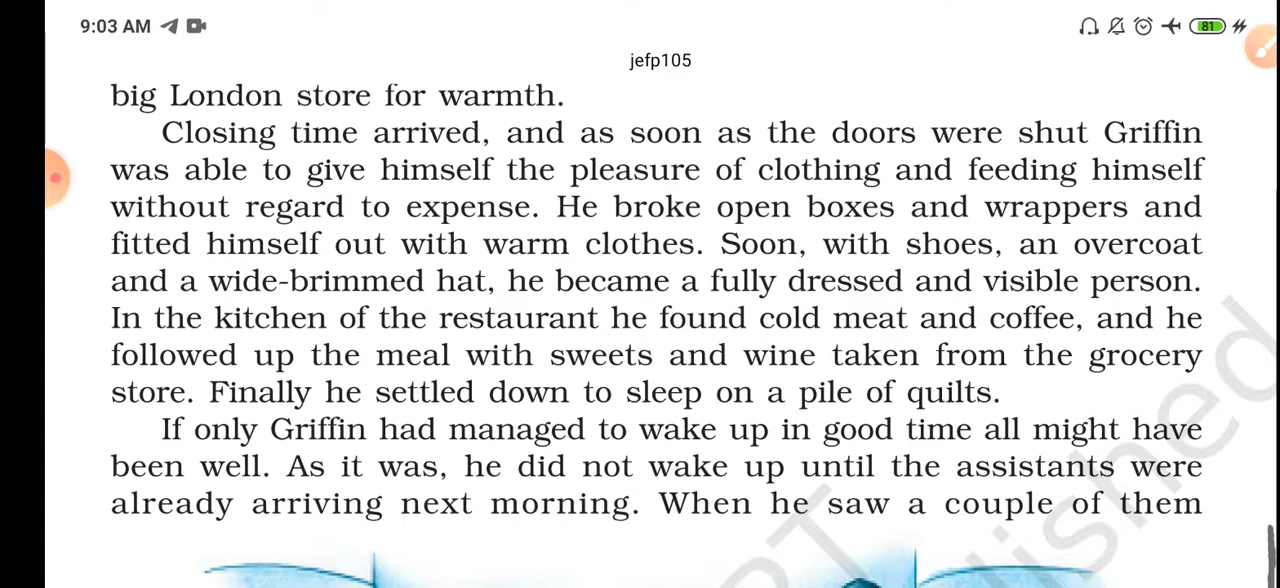 9:03 AM
81
jefp105
big London store for warmth.
Closing time arrived, and as soon as the doors were shut Griffin
was able to give himself the pleasure of clothing and feeding himself
without regard to expense. He broke open boxes and wrappers and
fitted himself out with warm clothes. Soon, with shoes, an overcoat
and a wide-brimmed hat, he became a fully dressed and visible person.
In the kitchen of the restaurant he found cold meat and coffee, and he
followed up the meal with sweets and wine taken from the grocery
store. Finally he settled down to sleep on a pile of quilts.
If only Griffin had managed to wake up in good time all might have
been well. As it was, he did not wake up until the assistants were
already arriving next morning. When he saw a couple of them